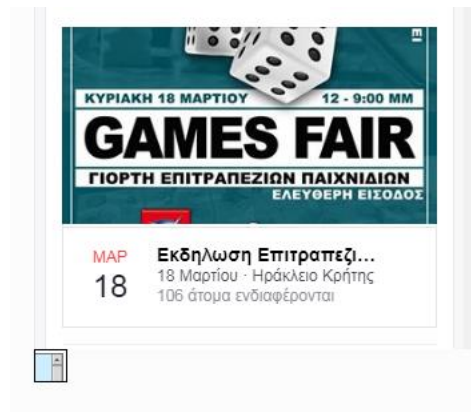 ΚΥΡΙΑΚΗ 18 ΜΑΡΤΙΟΥ 12 - 9:00 ΜΜ
GAMES FAIR
ΓΙΟΡΤΗ ΕΠΙΤΡΑΠΕΖΙΩΝ ΠΑΙΧΝΙΔΙΩΝ
ΕΛΕΥΘΕΡΗ ΕΙΣΟΔΟΣ
ΜΑΡ
18
Εκδηλωση Επιτραπεζι...
18 Μαρτίου · Ηράκλειο Κρήτης
106 άτομα ενδιαφέρονται